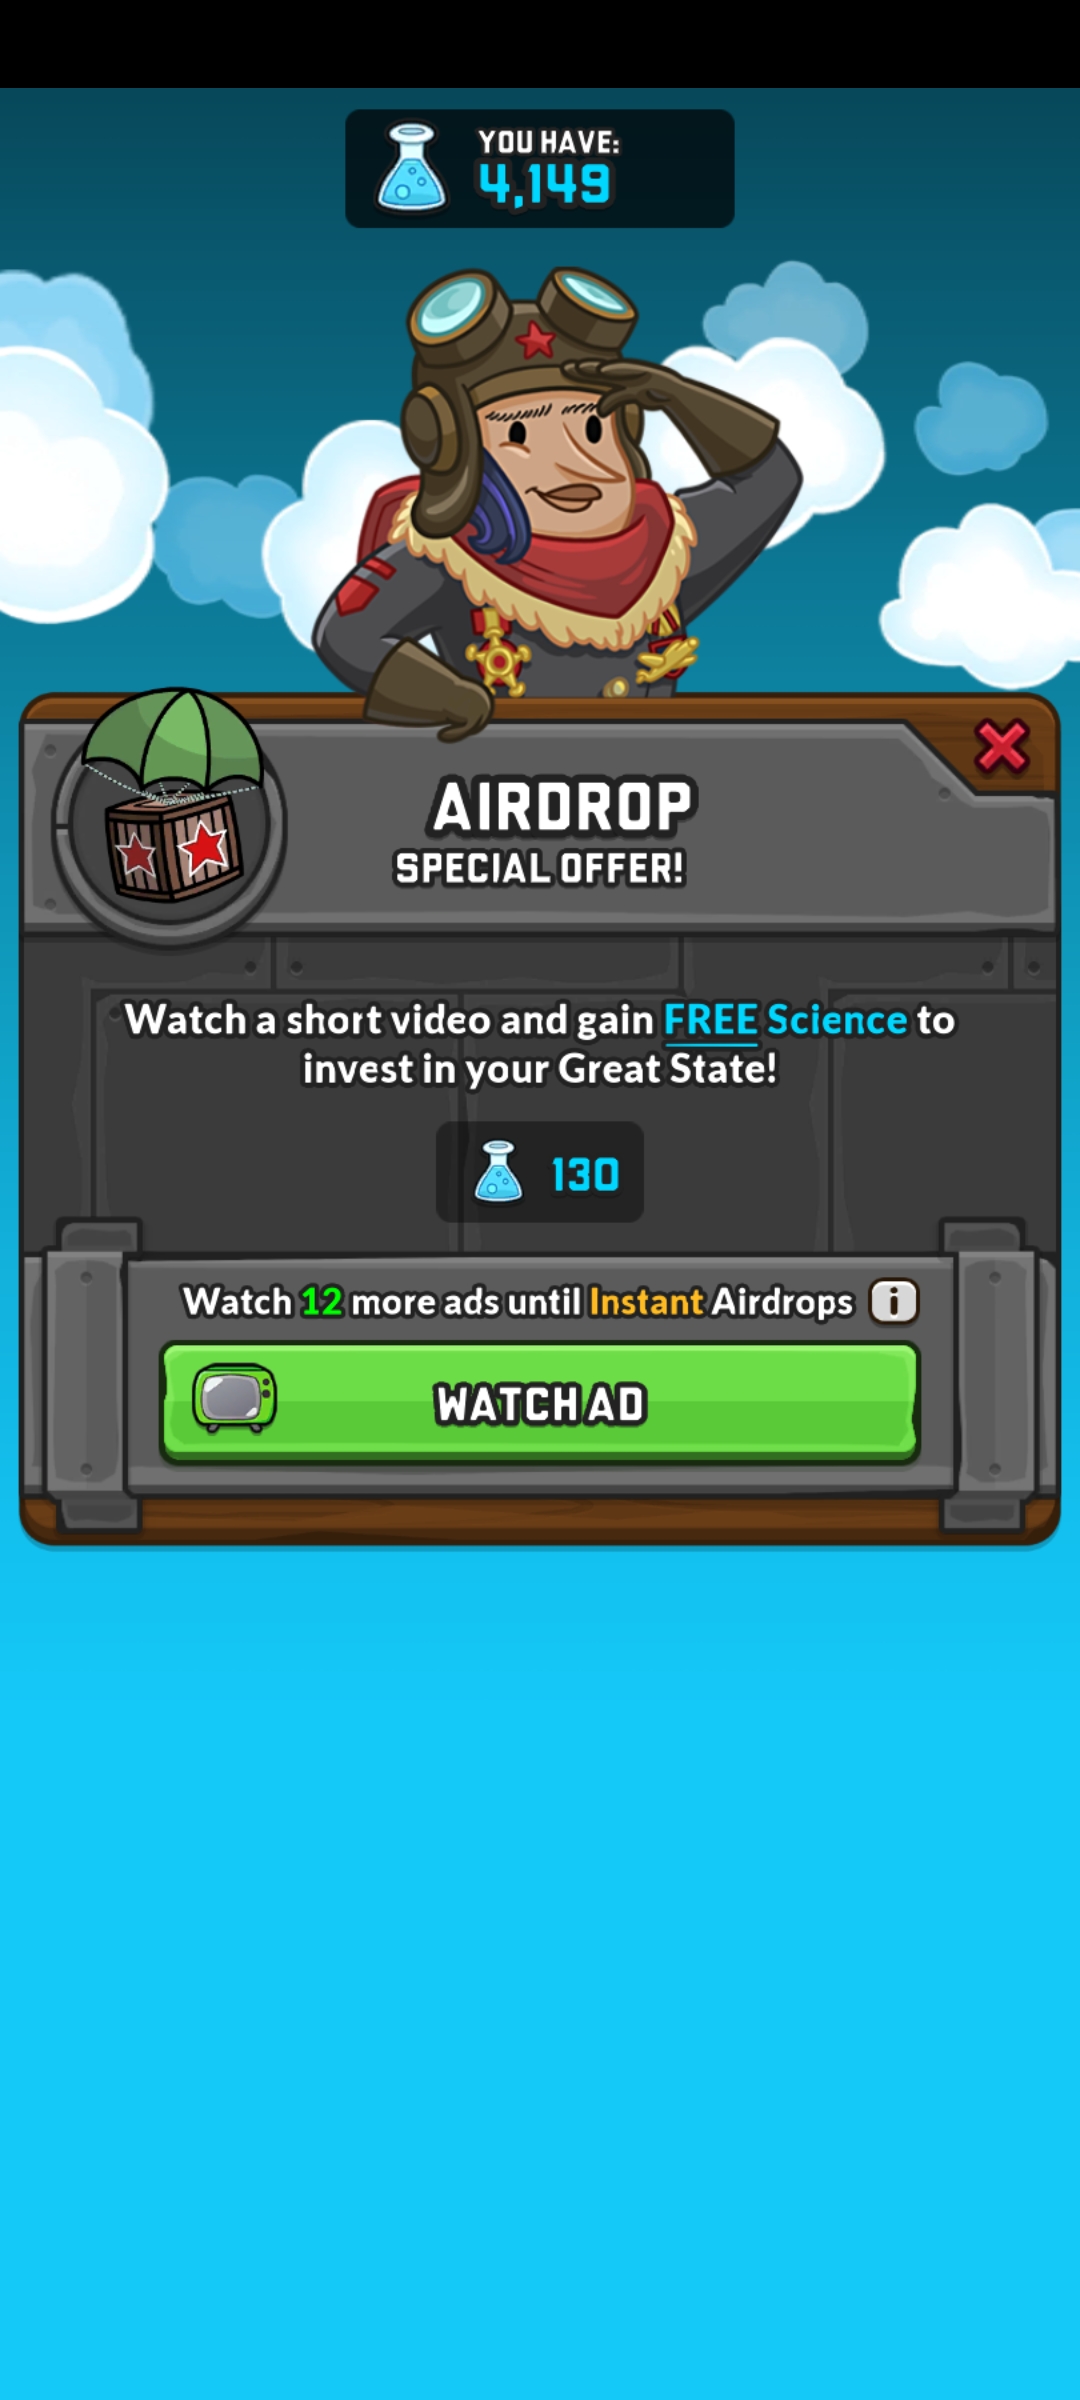 YOU HAVE:
4,149
AIRDROP
SPECIAL OFFER!
Watch a short video and gain FREE Science to
invest in your Great State!
130
Watch 12 more ads until Instant Airdrops i
WATCH AD